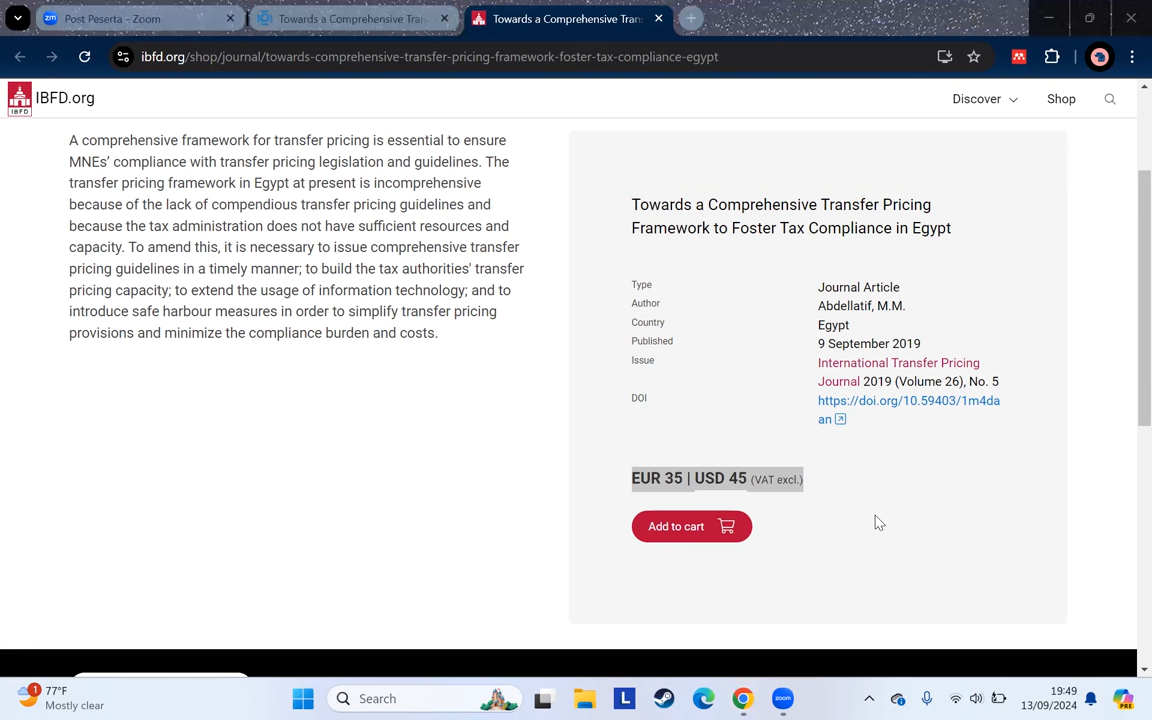 Post Peserta - Zoom
Towards a Comprehensive Tran
Towards a Comprehensive Tran
ibfd.org/shop/journal/towards-comprehensive-transfer-pricing-framework-foster-tax-compliance-egypt
IBFD
IBFD.org
Discover
Shop
A comprehensive framework for transfer pricing is essential to ensure
MNEs’ compliance with transfer pricing legislation and guidelines. The
transfer pricing framework in Egypt at present is incomprehensive
because of the lack of compendious transfer pricing guidelines and
because the tax administration does not have sufficient resources and
capacity. To amend this, it is necessary to issue comprehensive transfer
pricing guidelines in a timely manner; to build the tax authorities' transfer
pricing capacity; to extend the usage of information technology; and to
introduce safe harbour measures in order to simplify transfer pricing
provisions and minimize the compliance burden and costs.
Towards a Comprehensive Transfer Pricing
Framework to Foster Tax Compliance in Egypt
Type Journal Article
Author Abdellatif, M.M.
Country Egypt
Published 9 September 2019
Issue International Transfer Pricing
Journal 2019 (Volume 26), No. 5
DOI https://doi.org/10.59403/1m4da
an
EUR 35 | USD 45 (VAT excl.)
Add to cart
1
77°F
Mostly clear
Search
L
zoom
19:49
13/09/2024
PRE